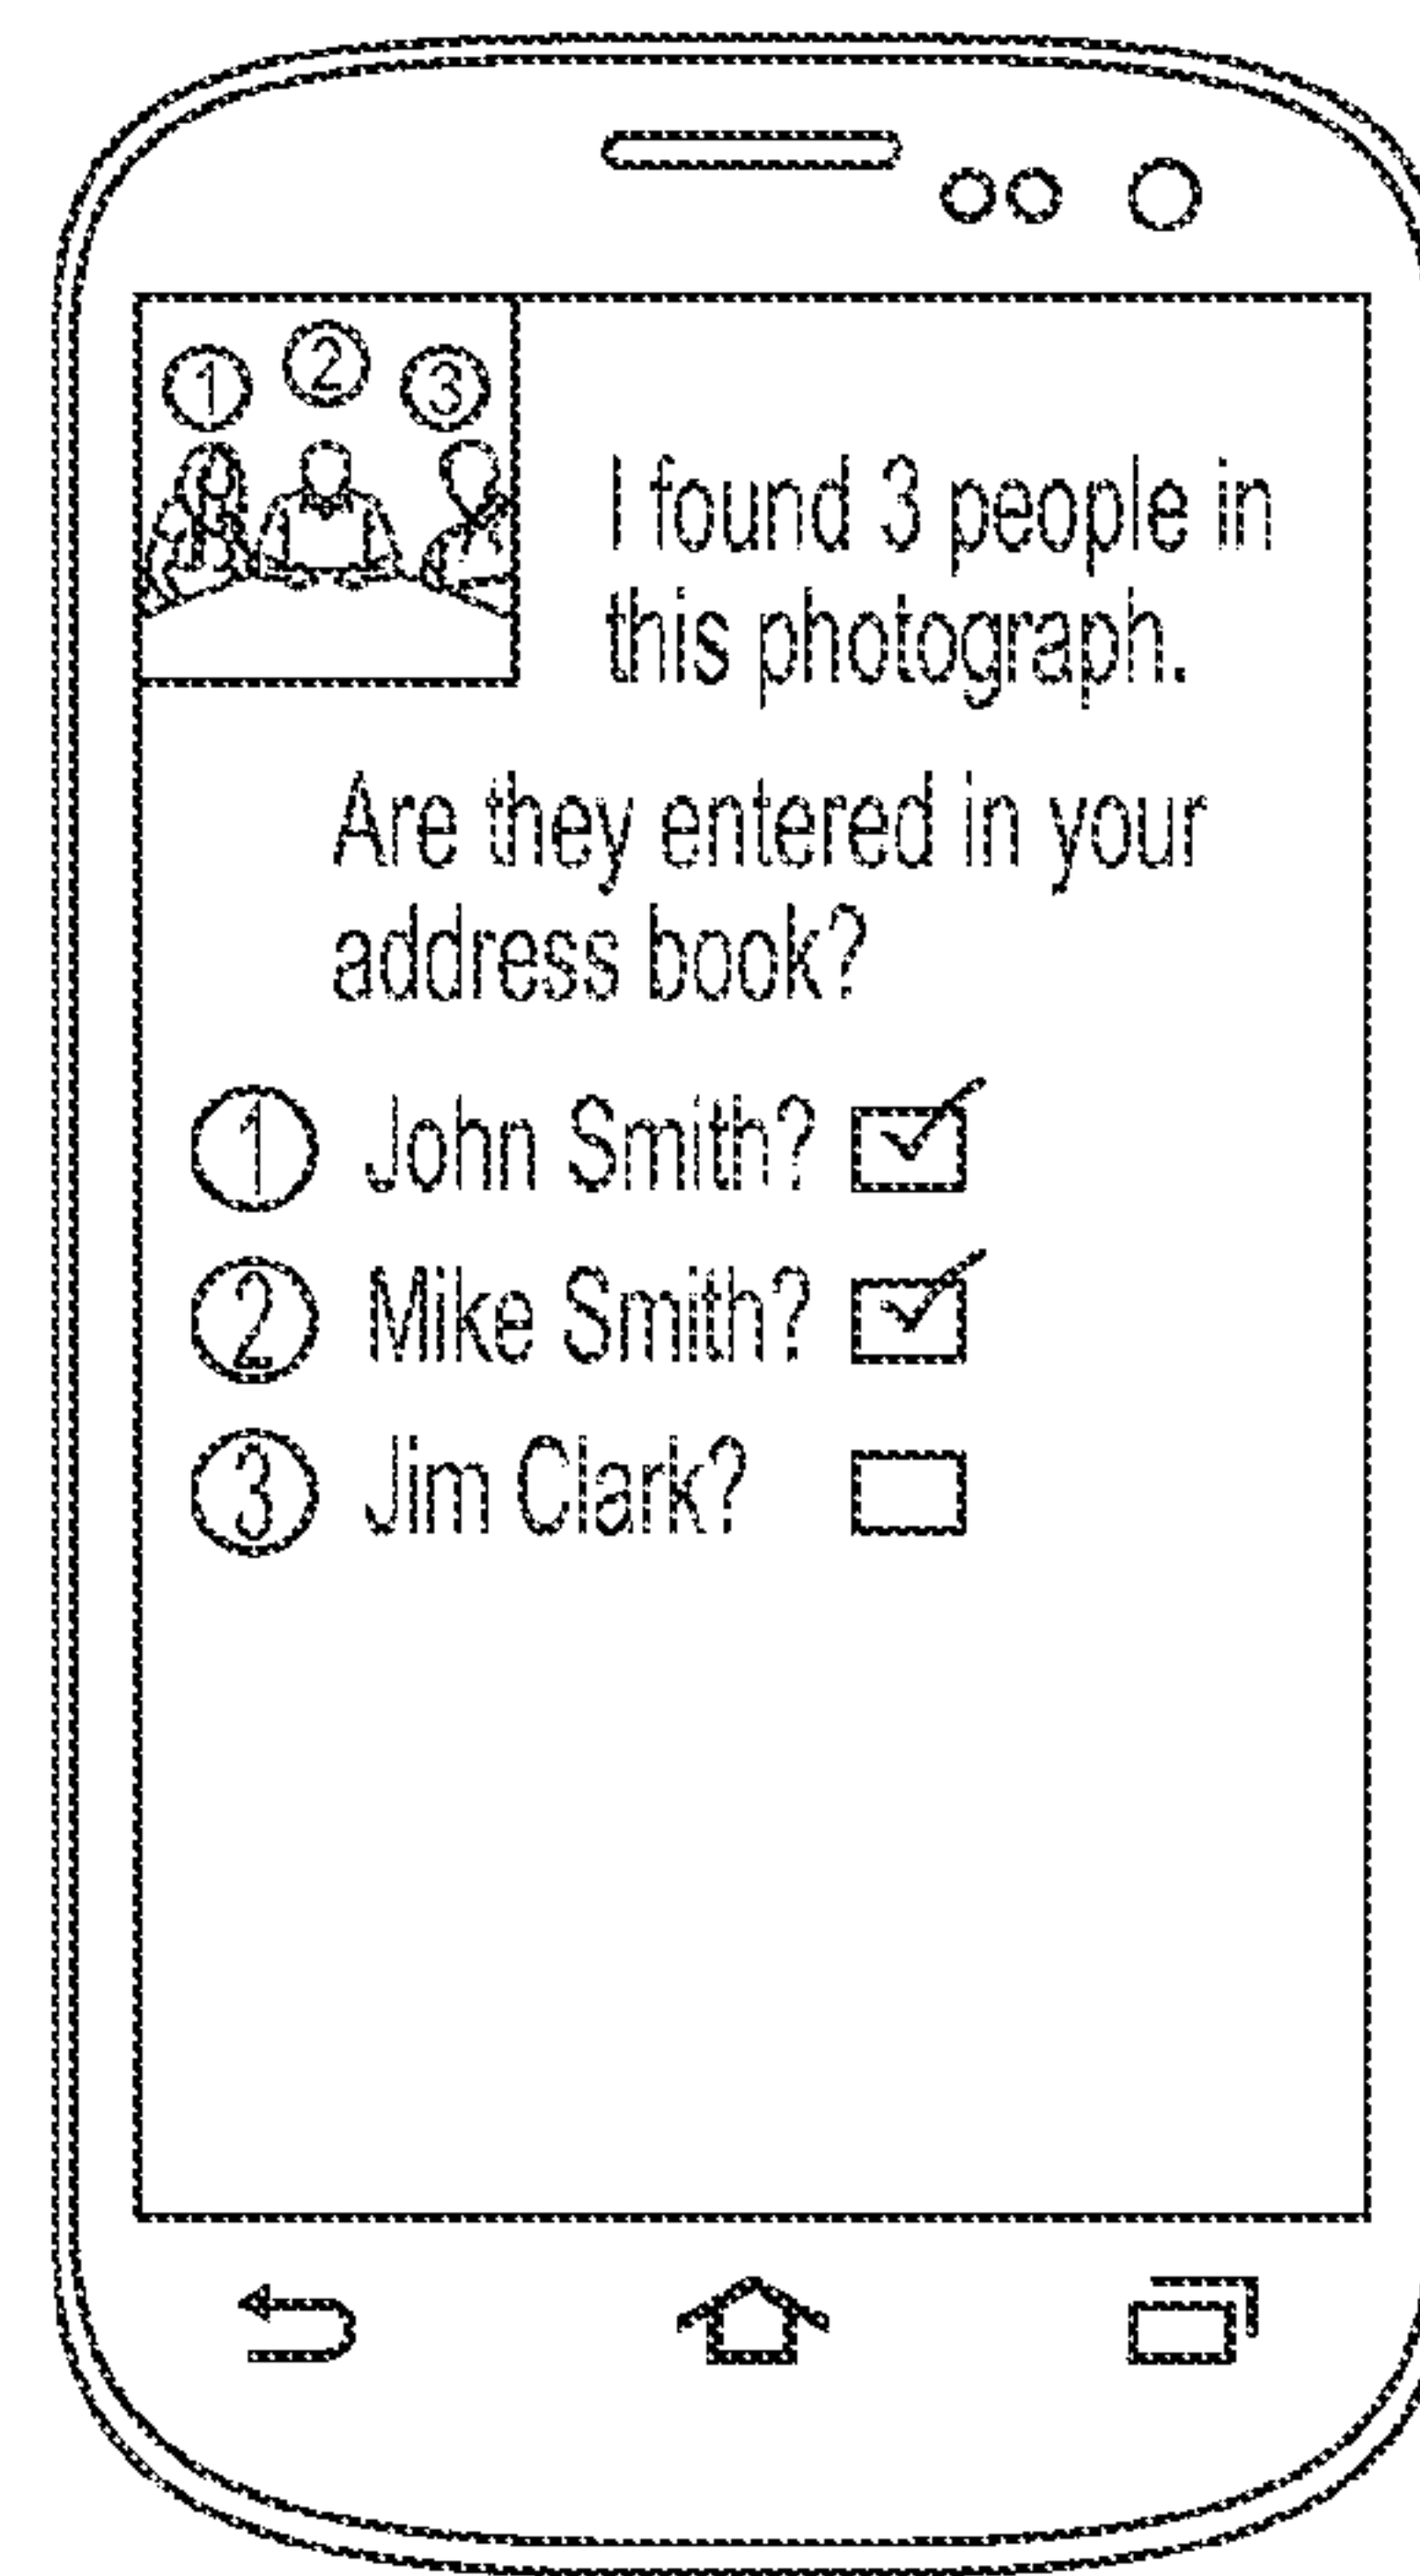 1 2 3
I found 3 people in
this photograph.
Are they entered in your
address book?
1 John Smith?
2 Mike Smith?
3 Jim Clark?